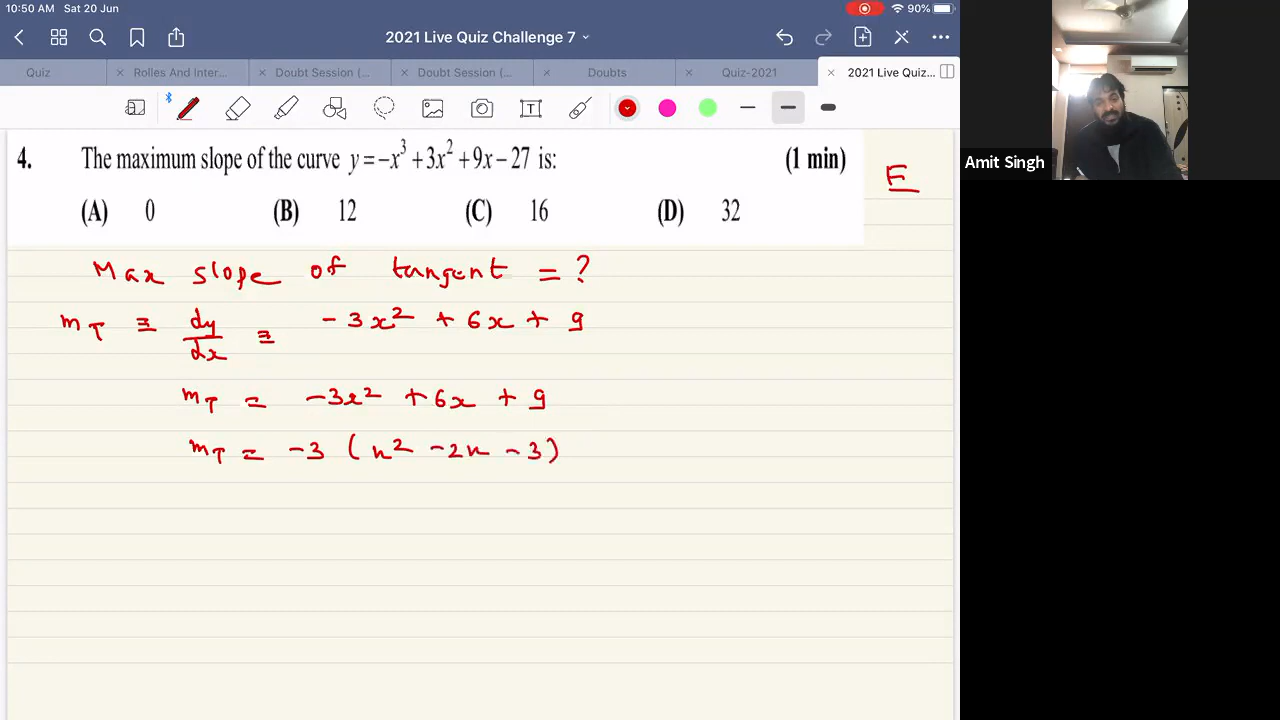 10:50 AM Sat 20 Jun 90%
2021 Live Quiz Challenge 7
Quiz × Rolles And Inter... × Doubt Session (... × Doubt Session (... × Doubts × Quiz-2021 × 2021 Live Quiz...
4. The maximum slope of the curve y = −x³ + 3x² + 9x − 27 is: (1 min)
E
(A) 0 (B) 12 (C) 16 (D) 32
Max slope of tangent = ?
m_T ≡ dy/dx ≡ −3x² + 6x + 9
m_T = −3x² + 6x + 9
m_T = −3 (x² − 2x − 3)
Amit Singh